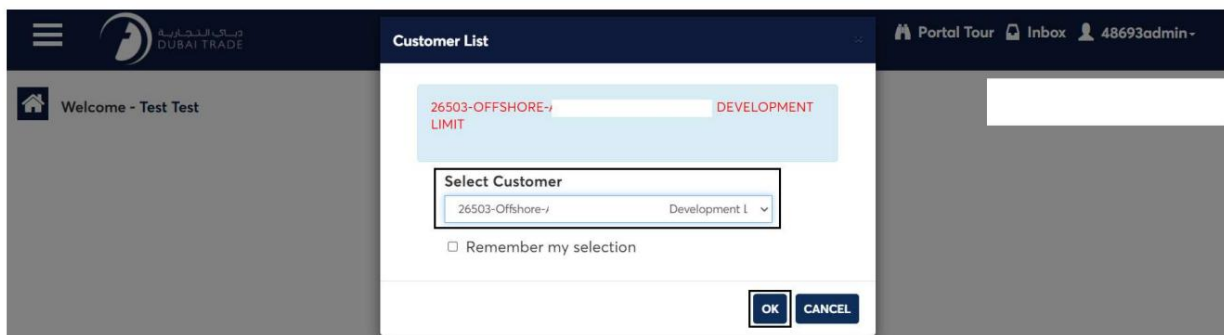 دبي التجارية
DUBAI TRADE
Customer List
Portal Tour Inbox 48693admin
Welcome - Test Test
26503-OFFSHORE- DEVELOPMENT
LIMIT
Select Customer
26503-Offshore- Development L
Remember my selection
OK CANCEL